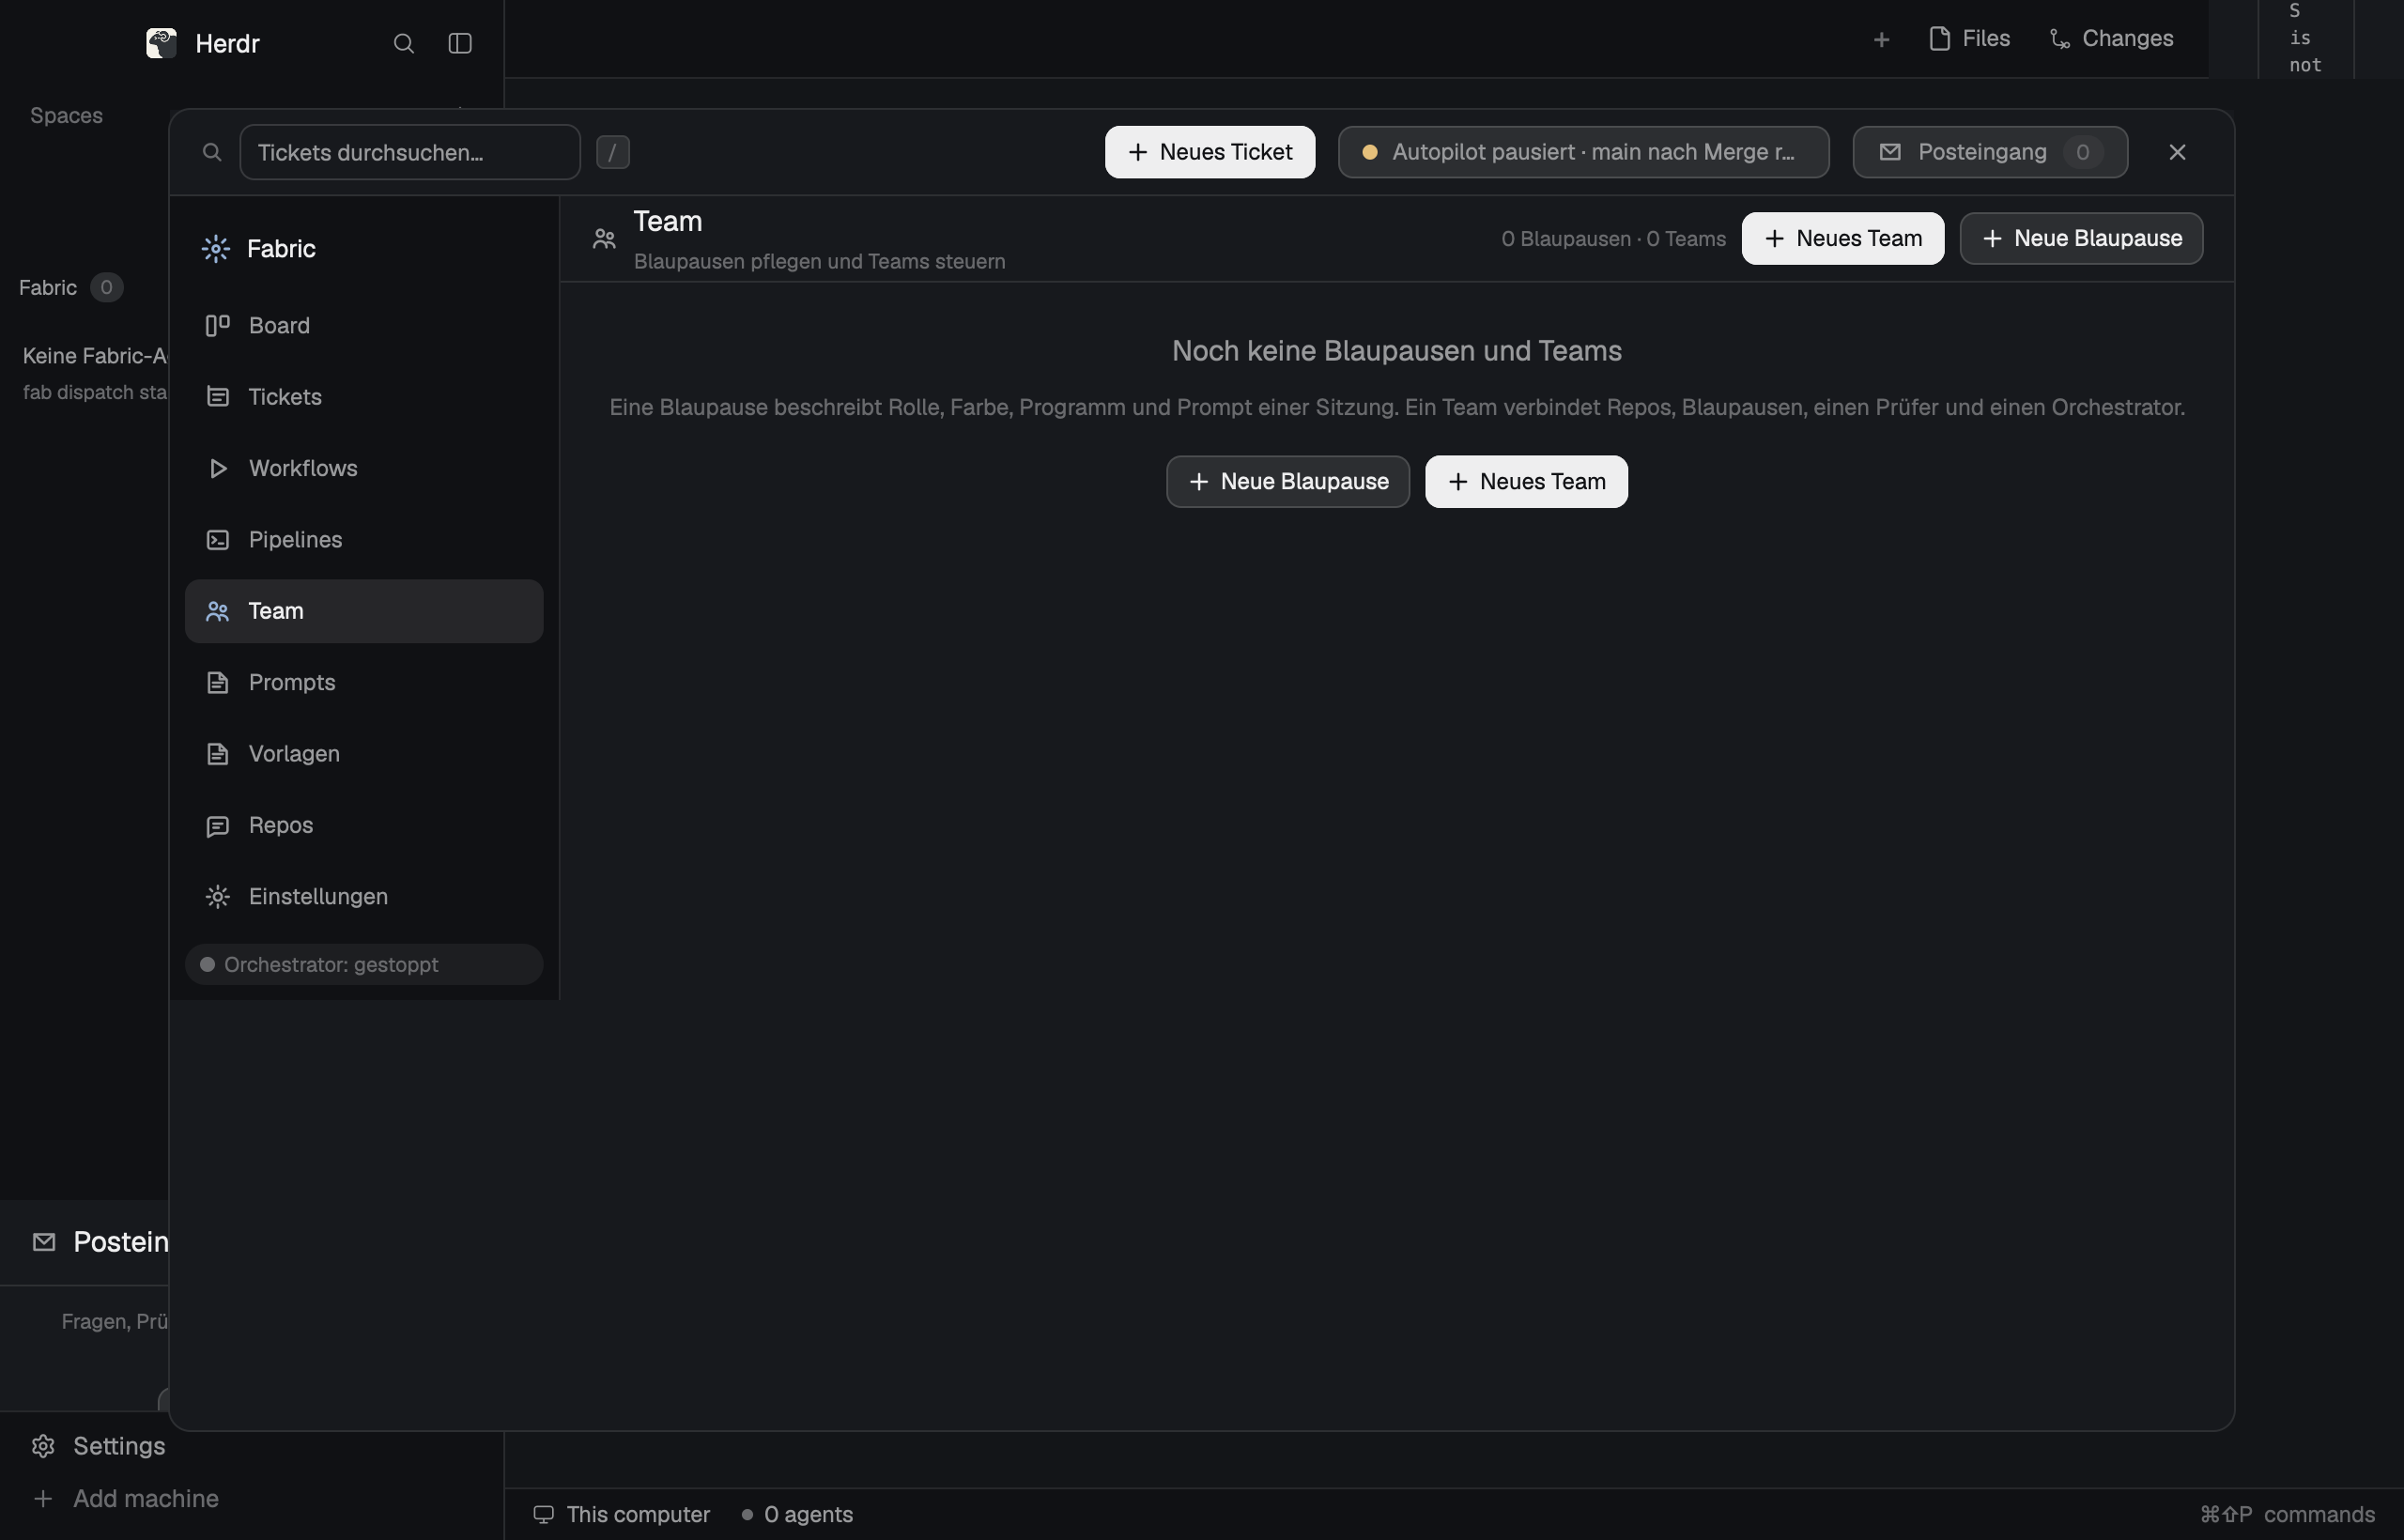 Herdr
+ Files Changes
S
is
not
Spaces
Tickets durchsuchen…
/
+ Neues Ticket
Autopilot pausiert · main nach Merge r…
Posteingang 0
Fabric
Team
Blaupausen pflegen und Teams steuern
0 Blaupausen · 0 Teams
+ Neues Team
+ Neue Blaupause
Fabric 0
Keine Fabric-A
fab dispatch sta
Board
Tickets
Workflows
Pipelines
Team
Prompts
Vorlagen
Repos
Einstellungen
Orchestrator: gestoppt
Noch keine Blaupausen und Teams
Eine Blaupause beschreibt Rolle, Farbe, Programm und Prompt einer Sitzung. Ein Team verbindet Repos, Blaupausen, einen Prüfer und einen Orchestrator.
+ Neue Blaupause
+ Neues Team
Postein
Fragen, Prü
Settings
+ Add machine
This computer
0 agents
⌘⇧P commands